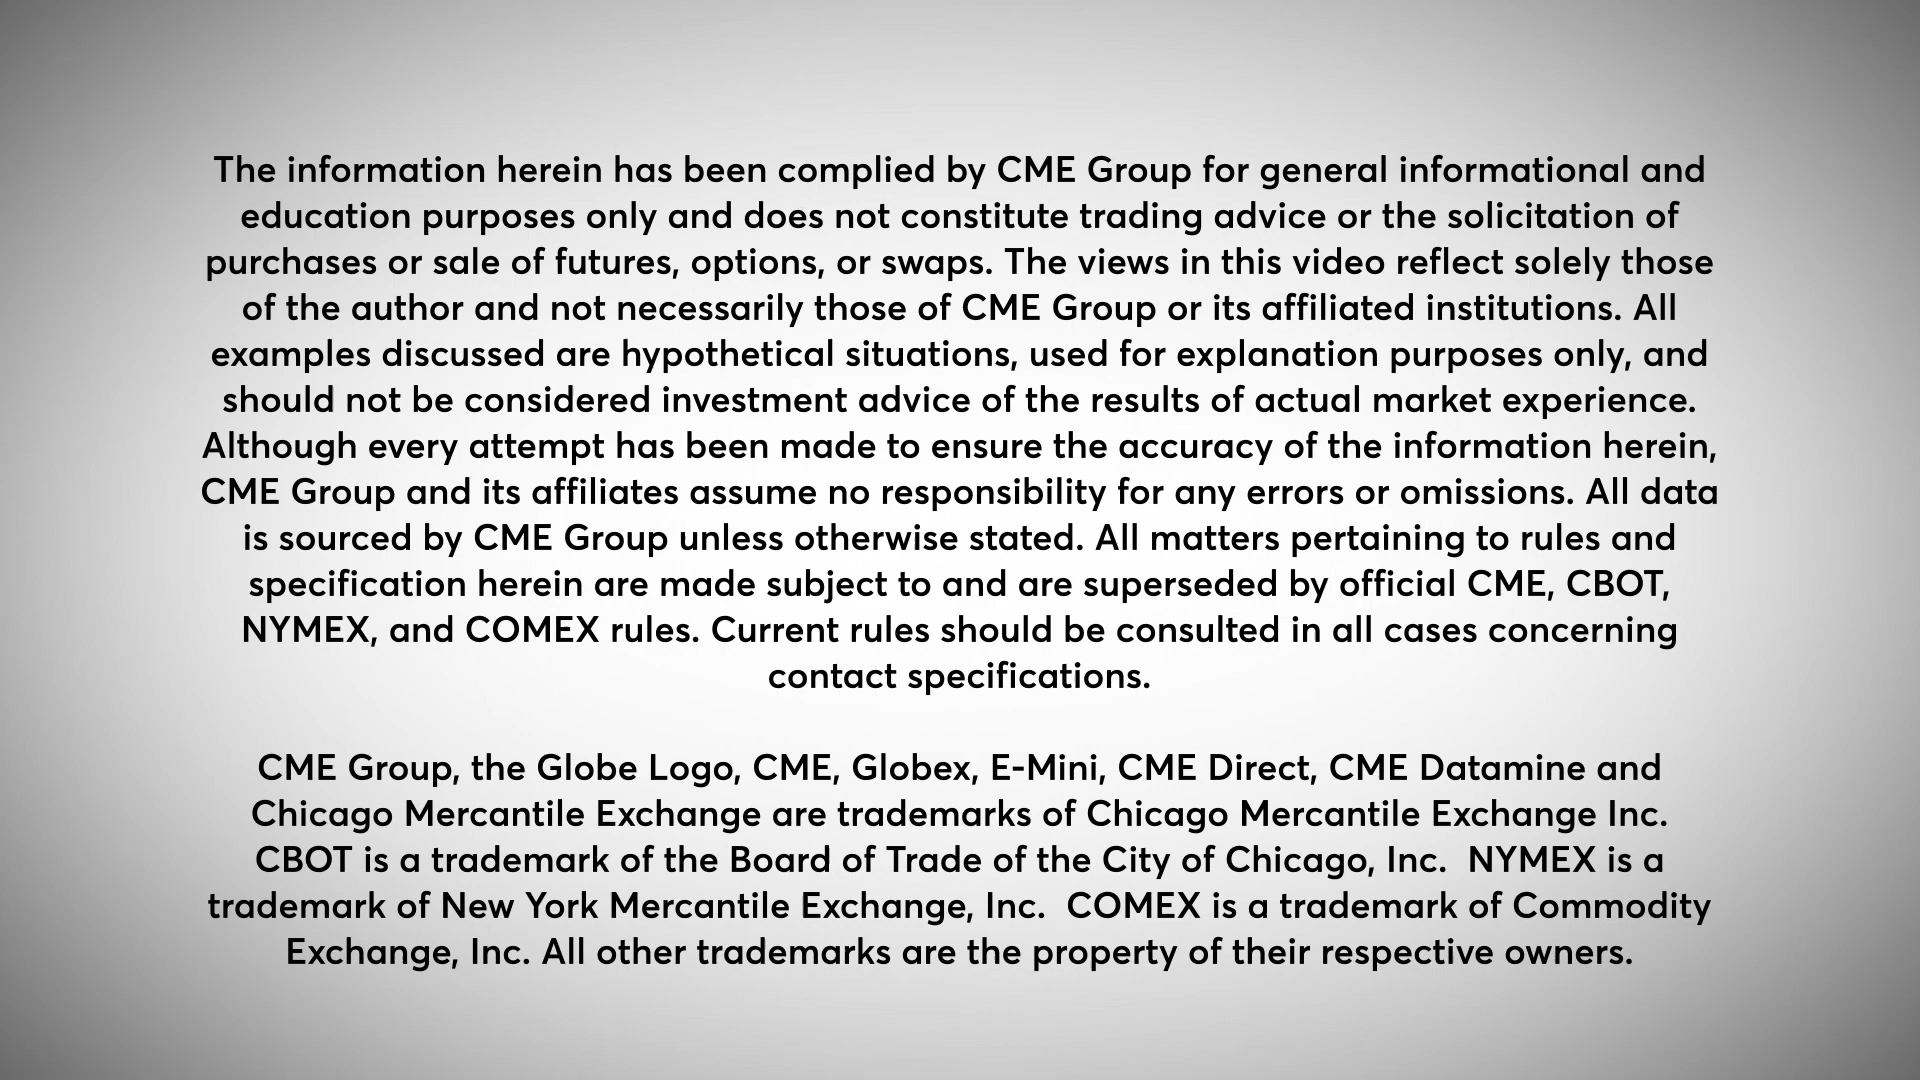 The information herein has been complied by CME Group for general informational and
education purposes only and does not constitute trading advice or the solicitation of
purchases or sale of futures, options, or swaps. The views in this video reflect solely those
of the author and not necessarily those of CME Group or its affiliated institutions. All
examples discussed are hypothetical situations, used for explanation purposes only, and
should not be considered investment advice of the results of actual market experience.
Although every attempt has been made to ensure the accuracy of the information herein,
CME Group and its affiliates assume no responsibility for any errors or omissions. All data
is sourced by CME Group unless otherwise stated. All matters pertaining to rules and
specification herein are made subject to and are superseded by official CME, CBOT,
NYMEX, and COMEX rules. Current rules should be consulted in all cases concerning
contact specifications.
CME Group, the Globe Logo, CME, Globex, E-Mini, CME Direct, CME Datamine and
Chicago Mercantile Exchange are trademarks of Chicago Mercantile Exchange Inc.
CBOT is a trademark of the Board of Trade of the City of Chicago, Inc.  NYMEX is a
trademark of New York Mercantile Exchange, Inc.  COMEX is a trademark of Commodity
Exchange, Inc. All other trademarks are the property of their respective owners.